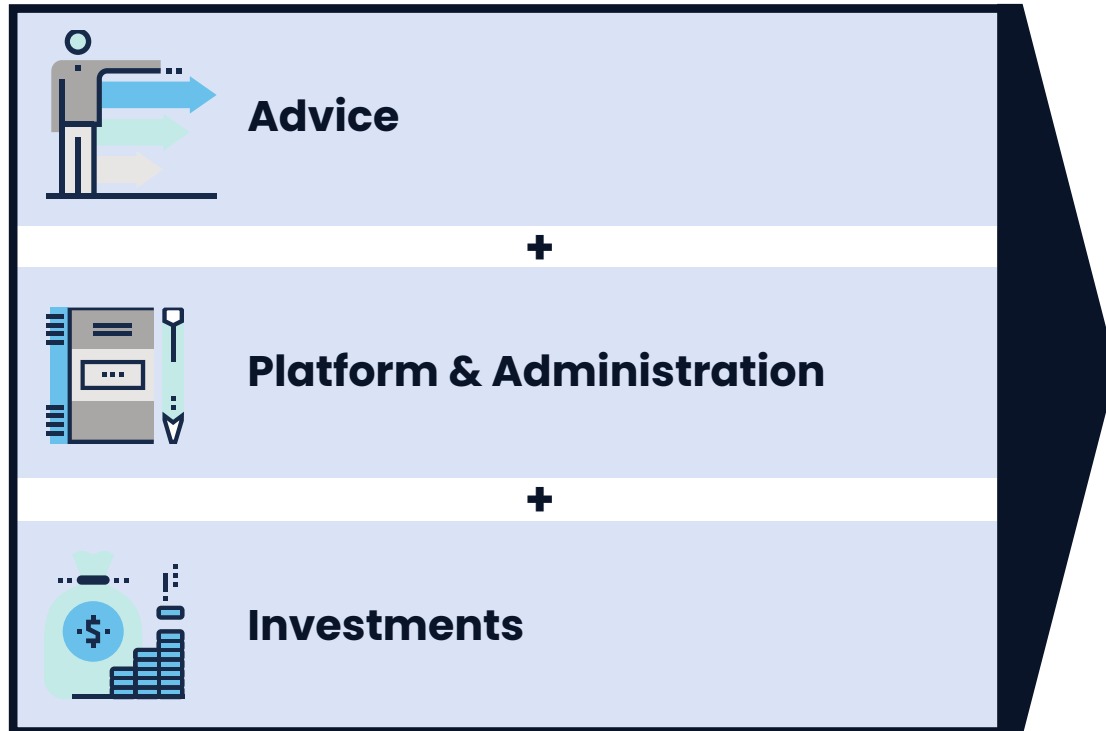 Advice
+
Platform & Administration
+
Investments
$